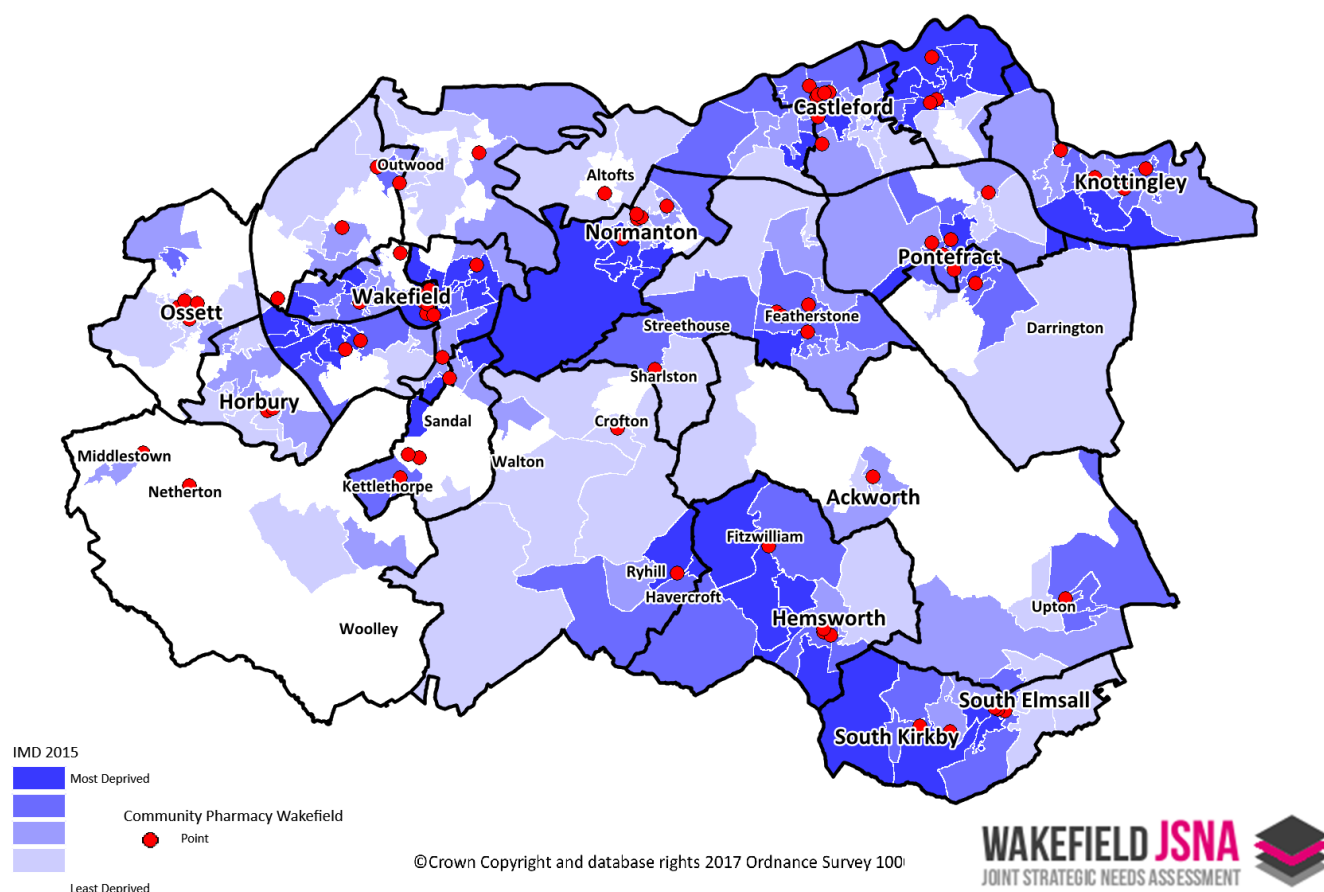 Castleford
Outwood
Altofts
Knottingley
Normanton
Pontefract
Wakefield
Ossett
Streethouse
Featherstone
Darrington
Sharlston
Horbury
Sandal
Crofton
Middlestown
Walton
Netherton
Kettlethorpe
Ackworth
Fitzwilliam
Ryhill
Havercroft
Upton
Hemsworth
Woolley
South Elmsall
South Kirkby
IMD 2015
Most Deprived
Community Pharmacy Wakefield
Point
Least Deprived
©Crown Copyright and database rights 2017 Ordnance Survey 100
WAKEFIELD JSNA
JOINT STRATEGIC NEEDS ASSESSMENT